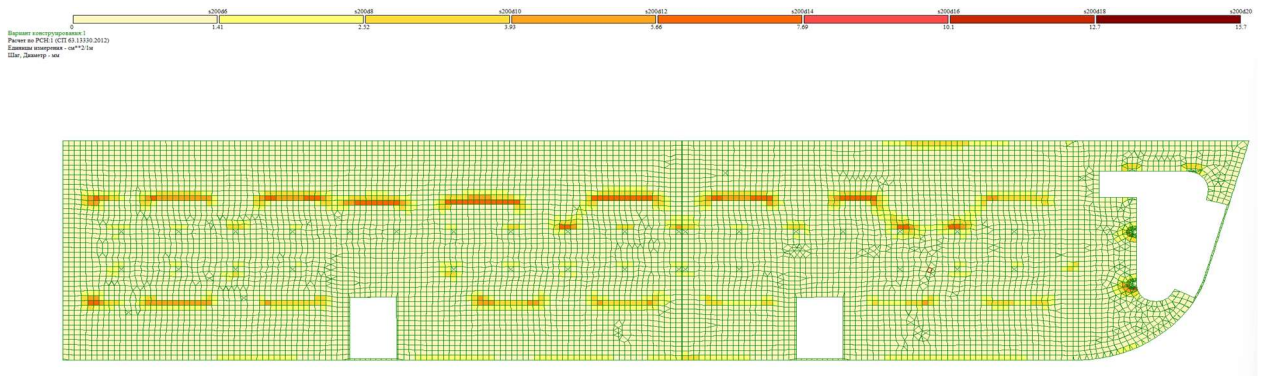 s200d6 s200d8 s200d10 s200d12 s200d14 s200d16 s200d18 s200d20
0 1.41 2.52 3.93 5.66 7.69 10.1 12.7 15.7
Вариант конструирования:1
Расчет по РСН:1 (СП 63.13330.2012)
Единицы измерения - см**2/1м
Шаг, Диаметр - мм